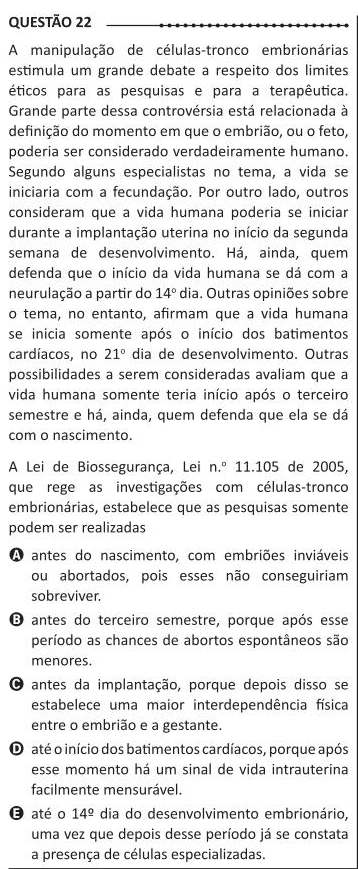 QUESTÃO 22
A manipulação de células-tronco embrionárias
estimula um grande debate a respeito dos limites
éticos para as pesquisas e para a terapêutica.
Grande parte dessa controvérsia está relacionada à
definição do momento em que o embrião, ou o feto,
poderia ser considerado verdadeiramente humano.
Segundo alguns especialistas no tema, a vida se
iniciaria com a fecundação. Por outro lado, outros
consideram que a vida humana poderia se iniciar
durante a implantação uterina no início da segunda
semana de desenvolvimento. Há, ainda, quem
defenda que o início da vida humana se dá com a
neurulação a partir do 14º dia. Outras opiniões sobre
o tema, no entanto, afirmam que a vida humana
se inicia somente após o início dos batimentos
cardíacos, no 21º dia de desenvolvimento. Outras
possibilidades a serem consideradas avaliam que a
vida humana somente teria início após o terceiro
semestre e há, ainda, quem defenda que ela se dá
com o nascimento.
A Lei de Biossegurança, Lei n.º 11.105 de 2005,
que rege as investigações com células-tronco
embrionárias, estabelece que as pesquisas somente
podem ser realizadas
A antes do nascimento, com embriões inviáveis
ou abortados, pois esses não conseguiriam
sobreviver.
B antes do terceiro semestre, porque após esse
período as chances de abortos espontâneos são
menores.
C antes da implantação, porque depois disso se
estabelece uma maior interdependência física
entre o embrião e a gestante.
D até o início dos batimentos cardíacos, porque após
esse momento há um sinal de vida intrauterina
facilmente mensurável.
E até o 14º dia do desenvolvimento embrionário,
uma vez que depois desse período já se constata
a presença de células especializadas.